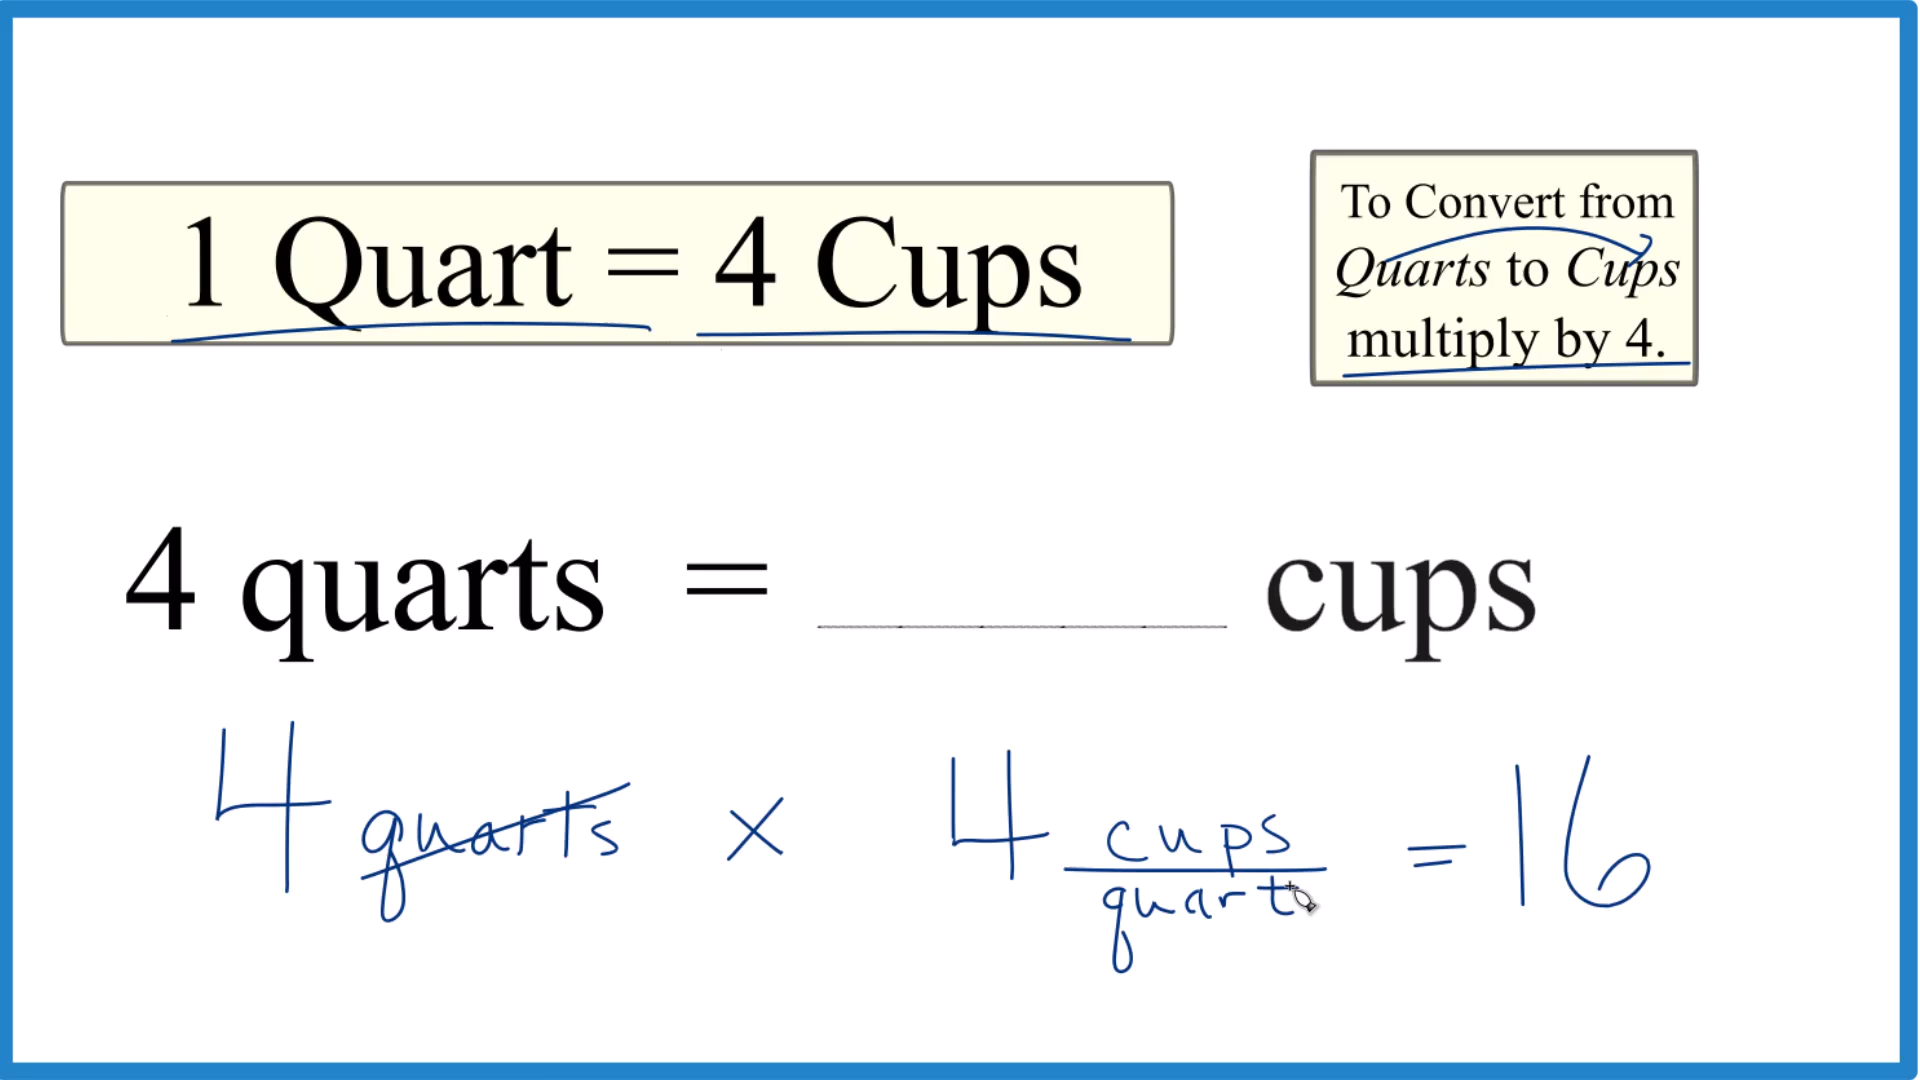 1 Quart = 4 Cups
To Convert from
Quarts to Cups
multiply by 4.
4 quarts = ________ cups
4 quarts × 4 cups/quart = 16